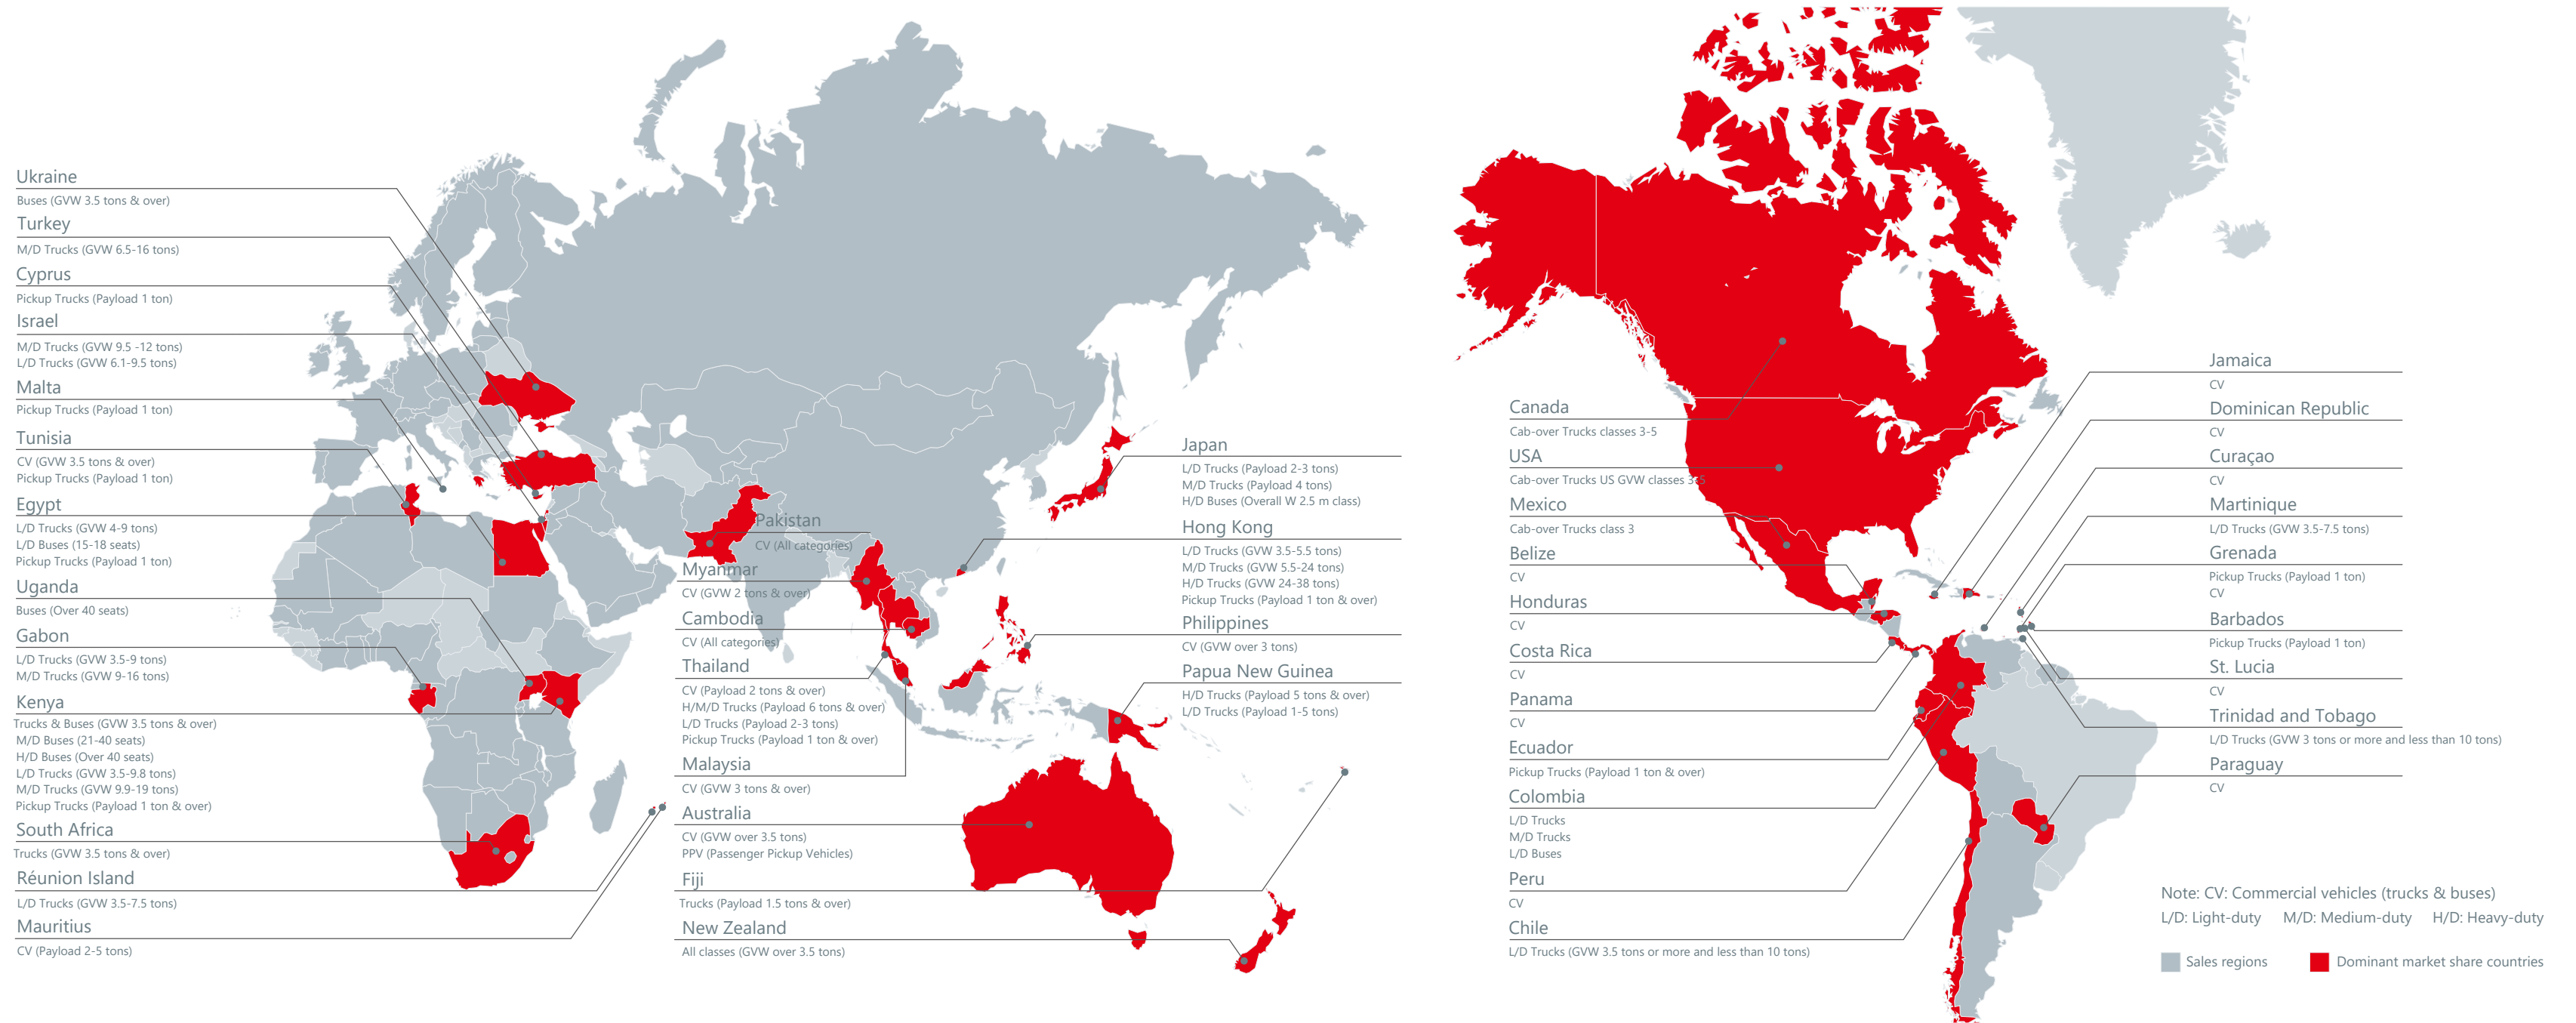 Ukraine
Buses (GVW 3.5 tons & over)
Turkey
M/D Trucks (GVW 6.5-16 tons)
Cyprus
Pickup Trucks (Payload 1 ton)
Israel
M/D Trucks (GVW 9.5 -12 tons)
L/D Trucks (GVW 6.1-9.5 tons)
Malta
Pickup Trucks (Payload 1 ton)
Tunisia
CV (GVW 3.5 tons & over)
Pickup Trucks (Payload 1 ton)
Egypt
L/D Trucks (GVW 4-9 tons)
L/D Buses (15-18 seats)
Pickup Trucks (Payload 1 ton)
Uganda
Buses (Over 40 seats)
Gabon
L/D Trucks (GVW 3.5-9 tons)
M/D Trucks (GVW 9-16 tons)
Kenya
Trucks & Buses (GVW 3.5 tons & over)
M/D Buses (21-40 seats)
H/D Buses (Over 40 seats)
L/D Trucks (GVW 3.5-9.8 tons)
M/D Trucks (GVW 9.9-19 tons)
Pickup Trucks (Payload 1 ton & over)
South Africa
Trucks (GVW 3.5 tons & over)
Réunion Island
L/D Trucks (GVW 3.5-7.5 tons)
Mauritius
CV (Payload 2-5 tons)
Pakistan
CV (All categories)
Myanmar
CV (GVW 2 tons & over)
Cambodia
CV (All categories)
Thailand
CV (Payload 2 tons & over)
H/M/D Trucks (Payload 6 tons & over)
L/D Trucks (Payload 2-3 tons)
Pickup Trucks (Payload 1 ton & over)
Malaysia
CV (GVW 3 tons & over)
Australia
CV (GVW over 3.5 tons)
PPV (Passenger Pickup Vehicles)
Fiji
Trucks (Payload 1.5 tons & over)
New Zealand
All classes (GVW over 3.5 tons)
Japan
L/D Trucks (Payload 2-3 tons)
M/D Trucks (Payload 4 tons)
H/D Buses (Overall W 2.5 m class)
Hong Kong
L/D Trucks (GVW 3.5-5.5 tons)
M/D Trucks (GVW 5.5-24 tons)
H/D Trucks (GVW 24-38 tons)
Pickup Trucks (Payload 1 ton & over)
Philippines
CV (GVW over 3 tons)
Papua New Guinea
H/D Trucks (Payload 5 tons & over)
L/D Trucks (Payload 1-5 tons)
Canada
Cab-over Trucks classes 3-5
USA
Cab-over Trucks US GVW classes 3-5
Mexico
Cab-over Trucks class 3
Belize
CV
Honduras
CV
Costa Rica
CV
Panama
CV
Ecuador
Pickup Trucks (Payload 1 ton & over)
Colombia
L/D Trucks
M/D Trucks
L/D Buses
Peru
CV
Chile
L/D Trucks (GVW 3.5 tons or more and less than 10 tons)
Jamaica
CV
Dominican Republic
CV
Curaçao
CV
Martinique
L/D Trucks (GVW 3.5-7.5 tons)
Grenada
Pickup Trucks (Payload 1 ton)
CV
Barbados
Pickup Trucks (Payload 1 ton)
St. Lucia
CV
Trinidad and Tobago
L/D Trucks (GVW 3 tons or more and less than 10 tons)
Paraguay
CV
Note: CV: Commercial vehicles (trucks & buses)
L/D: Light-duty M/D: Medium-duty H/D: Heavy-duty
Sales regions
Dominant market share countries